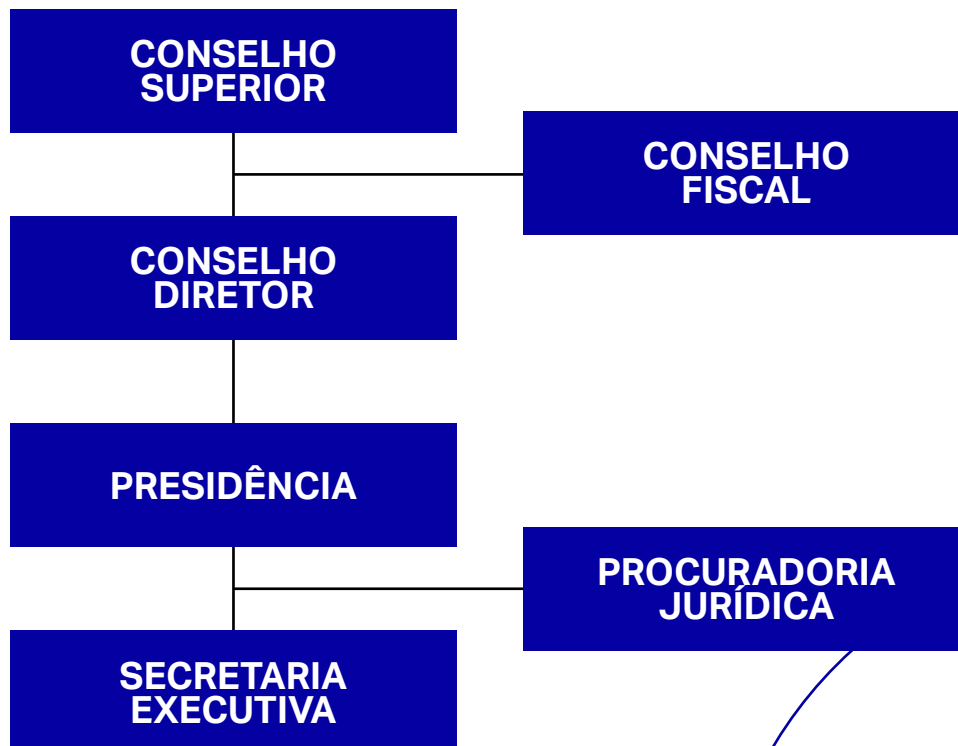 CONSELHO
SUPERIOR
CONSELHO
FISCAL
CONSELHO
DIRETOR
PRESIDÊNCIA
PROCURADORIA
JURÍDICA
SECRETARIA
EXECUTIVA